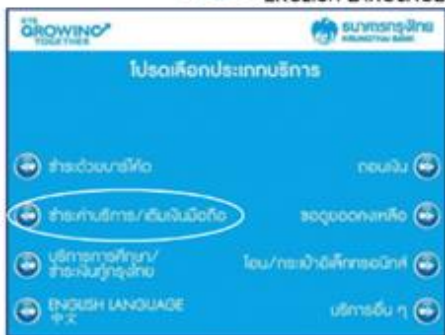 ENGLISH LANGUAGE
KTB
GROWING
TOGETHER
ธนาคารกรุงไทย
KRUNGTHAI BANK
โปรดเลือกประเภทบริการ
ชำระด้วยบาร์โค้ด
ถอนเงิน
ชำระค่าบริการ/เติมเงินมือถือ
ขอดูยอดคงเหลือ
บริการการศึกษา/
ชำระเงินกู้กรุงไทย
โอน/กระเป๋าอิเล็กทรอนิกส์
ENGLISH LANGUAGE
中文
บริการอื่น ๆ